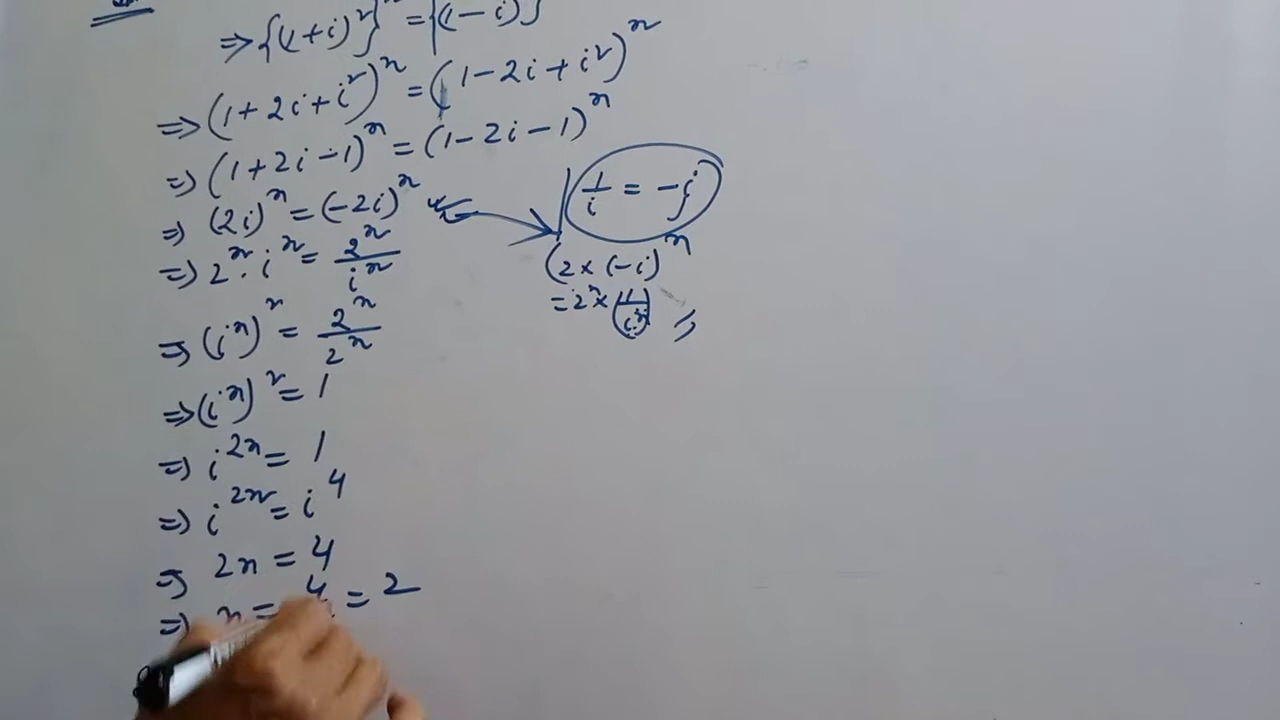 ⇒ {(1+i)²}ⁿ = {(1-i)}
⇒ (1+2i+i²)ⁿ = (1-2i+i²)ⁿ
⇒ (1+2i-1)ⁿ = (1-2i-1)ⁿ
⇒ (2i)ⁿ = (-2i)ⁿ
⇒ 2ⁿ · iⁿ = 2ⁿ/iⁿ
⇒ (iⁿ)² = 2ⁿ/2ⁿ
⇒ (iⁿ)² = 1
⇒ i²ⁿ = 1
⇒ i²ⁿ = i⁴
⇒ 2n = 4
⇒ n = 4 = 2
1/i = -i
(2×(-i)ⁿ
= 2ⁿ × (1/iⁿ)